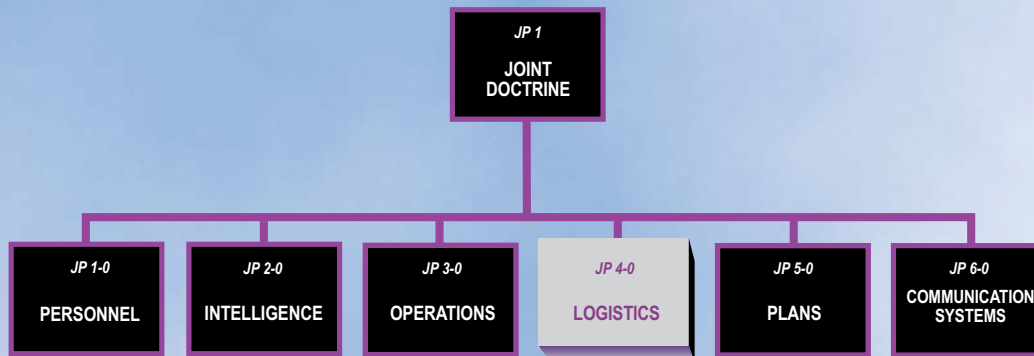 JP 1
JOINT
DOCTRINE
JP 1-0
PERSONNEL
JP 2-0
INTELLIGENCE
JP 3-0
OPERATIONS
JP 4-0
LOGISTICS
JP 5-0
PLANS
JP 6-0
COMMUNICATION
SYSTEMS